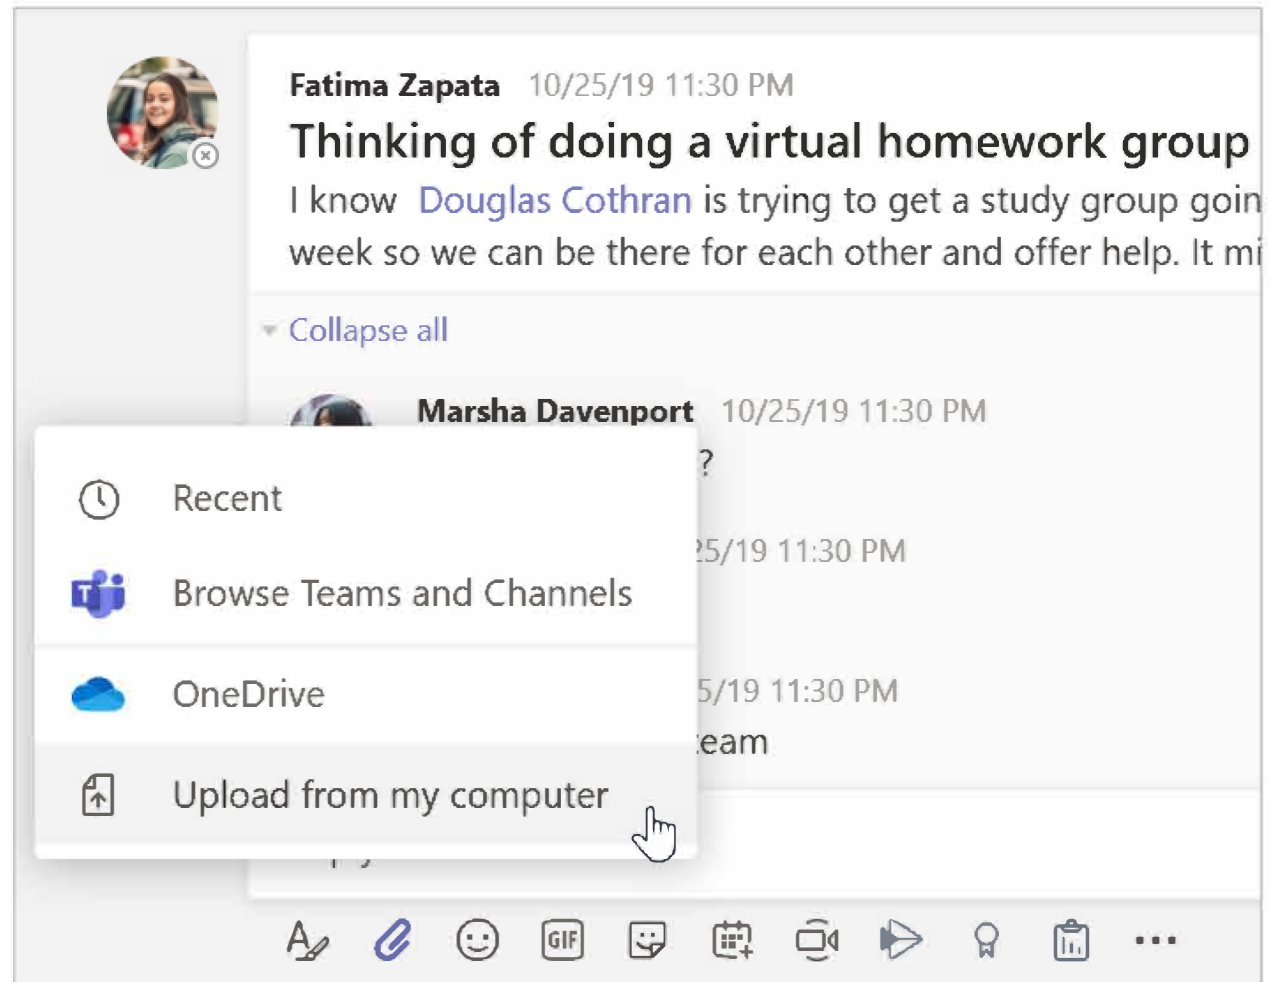 Fatima Zapata 10/25/19 11:30 PM
Thinking of doing a virtual homework group
I know Douglas Cothran is trying to get a study group goin
week so we can be there for each other and offer help. It mi
Collapse all
Marsha Davenport 10/25/19 11:30 PM
?
25/19 11:30 PM
5/19 11:30 PM
team
Recent
Browse Teams and Channels
OneDrive
Upload from my computer
GIF